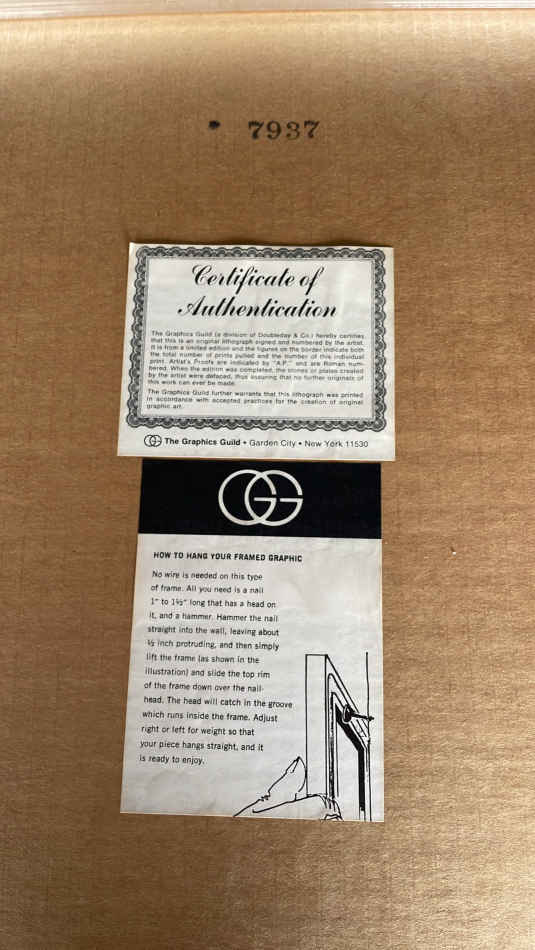 7937
Certificate of
Authentication
The Graphics Guild (a division of Doubleday & Co.) hereby certifies
that this is an original lithograph signed and numbered by the artist.
It is from a limited edition and the figures on the border indicate both
the total number of prints pulled and the number of this individual
print. Artist's Proofs are indicated by "A.P." and are Roman num-
bered. When the edition was completed, the stones or plates created
by the artist were defaced, thus assuring that no further originals of
this work can ever be made.
The Graphics Guild further warrants that this lithograph was printed
in accordance with accepted practices for the creation of original
graphic art.
GG The Graphics Guild • Garden City • New York 11530
GG
HOW TO HANG YOUR FRAMED GRAPHIC
No wire is needed on this type
of frame. All you need is a nail
1" to 1½" long that has a head on
it, and a hammer. Hammer the nail
straight into the wall, leaving about
½ inch protruding, and then simply
lift the frame (as shown in the
illustration) and slide the top rim
of the frame down over the nail-
head. The head will catch in the groove
which runs inside the frame. Adjust
right or left for weight so that
your piece hangs straight, and it
is ready to enjoy.